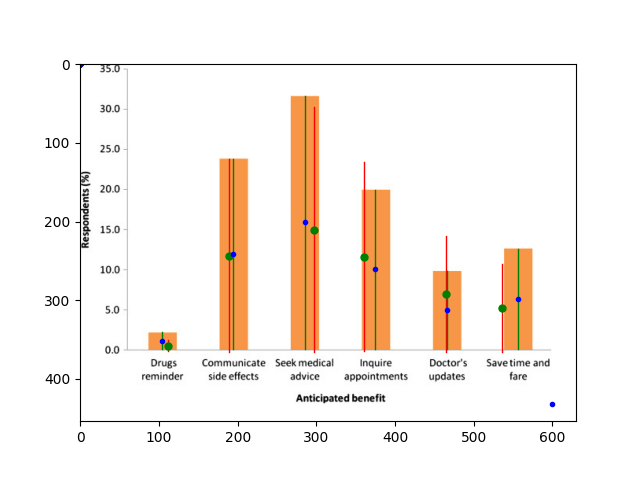 0
100
200
300
400
0
100
200
300
400
500
600
Respondents (%)
35.0
30.0
25.0
20.0
15.0
10.0
5.0
0.0
Drugs
reminder
Communicate
side effects
Seek medical
advice
Inquire
appointments
Doctor's
updates
Save time and
fare
Anticipated benefit